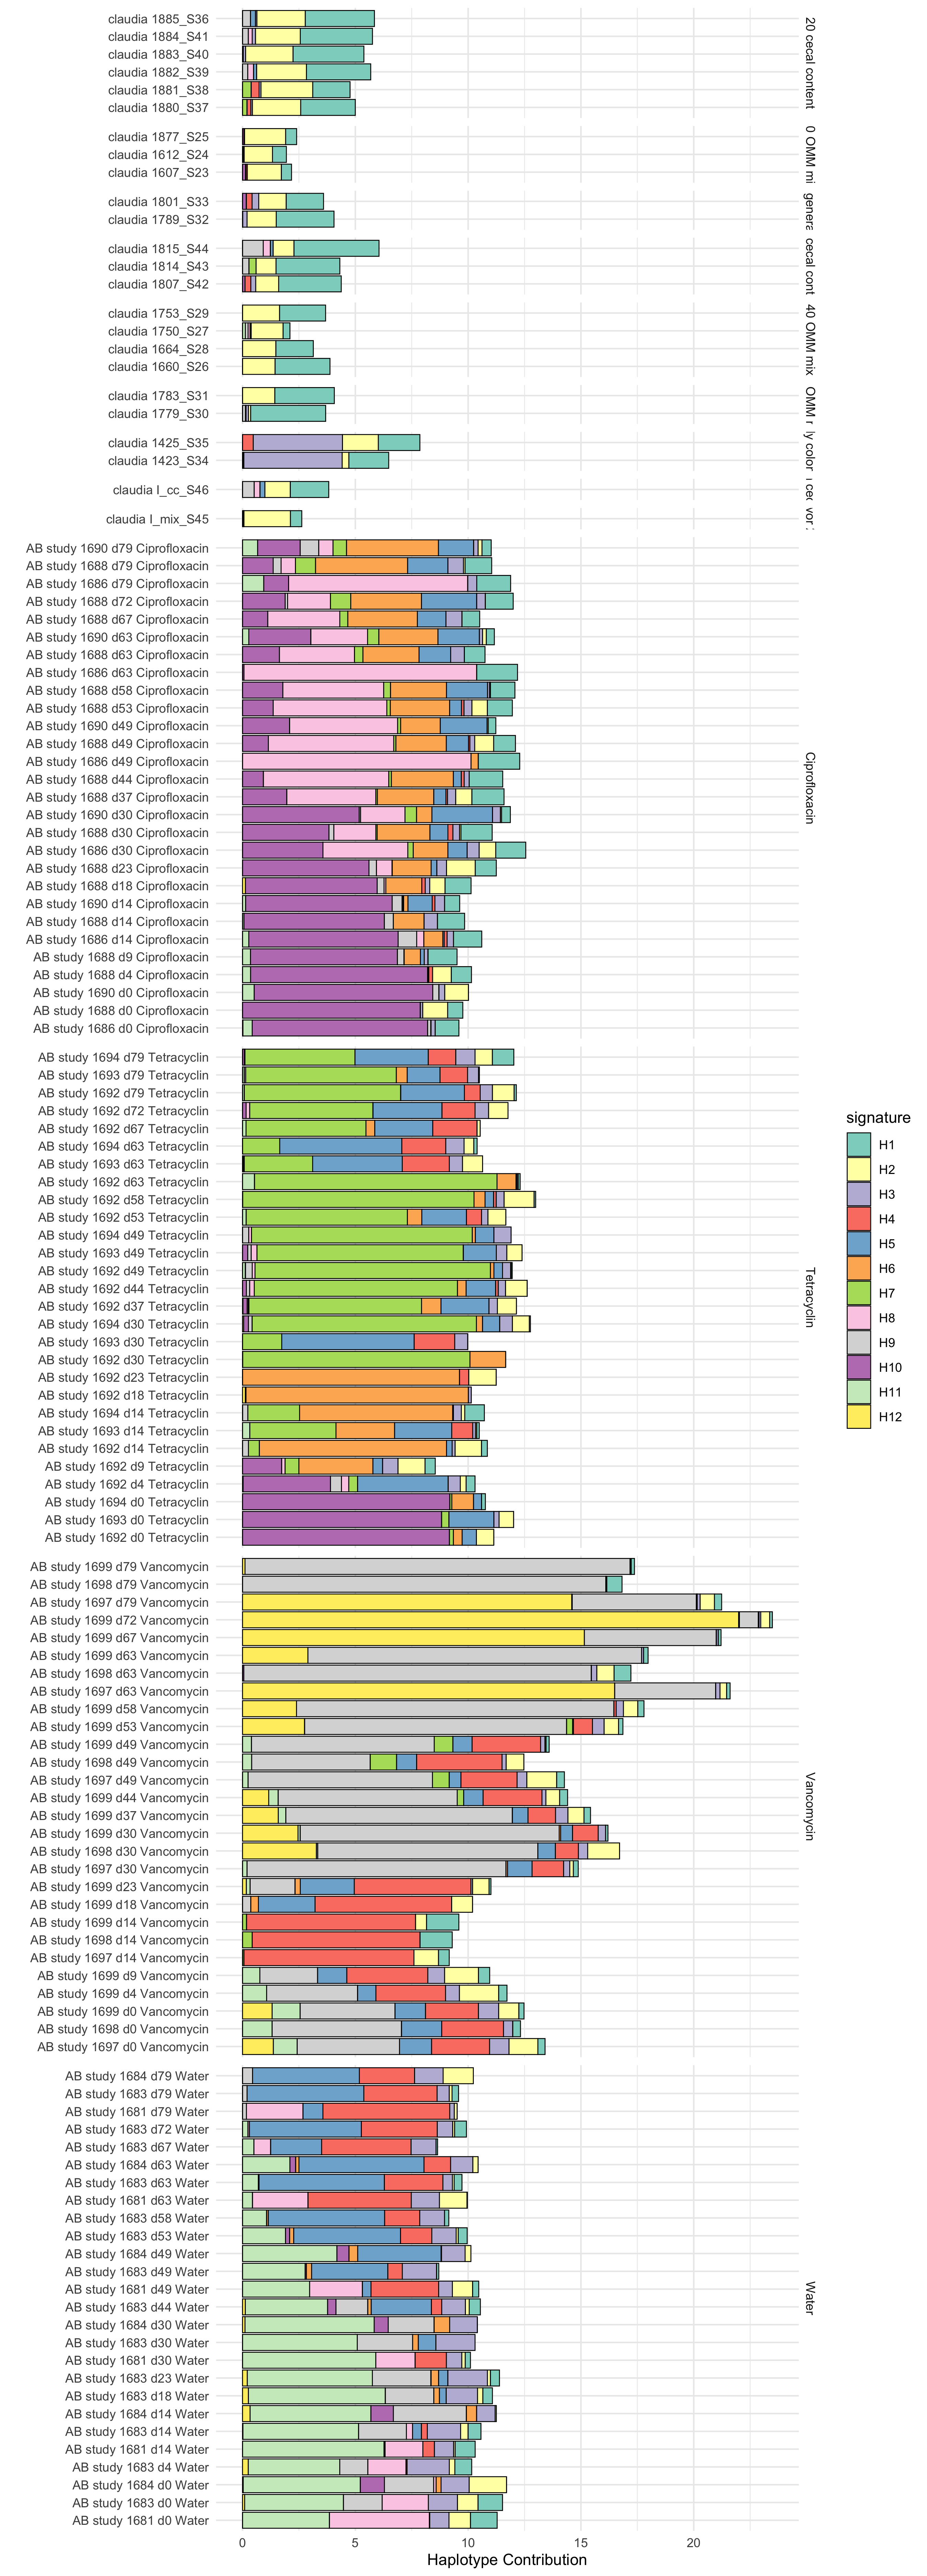 claudia 1885_S36
claudia 1884_S41
claudia 1883_S40
claudia 1882_S39
claudia 1881_S38
claudia 1880_S37
20 cecal content
claudia 1877_S25
claudia 1612_S24
claudia 1607_S23
0 OMM mi
claudia 1801_S33
claudia 1789_S32
genera
claudia 1815_S44
claudia 1814_S43
claudia 1807_S42
cecal cont
claudia 1753_S29
claudia 1750_S27
claudia 1664_S28
claudia 1660_S26
40 OMM mix
claudia 1783_S31
claudia 1779_S30
OMM r
claudia 1425_S35
claudia 1423_S34
ly color
claudia I_cc_S46
claudia I_mix_S45
AB study 1690 d79 Ciprofloxacin
AB study 1688 d79 Ciprofloxacin
AB study 1686 d79 Ciprofloxacin
AB study 1688 d72 Ciprofloxacin
AB study 1688 d67 Ciprofloxacin
AB study 1690 d63 Ciprofloxacin
AB study 1688 d63 Ciprofloxacin
AB study 1686 d63 Ciprofloxacin
AB study 1688 d58 Ciprofloxacin
AB study 1688 d53 Ciprofloxacin
AB study 1690 d49 Ciprofloxacin
AB study 1688 d49 Ciprofloxacin
AB study 1686 d49 Ciprofloxacin
AB study 1688 d44 Ciprofloxacin
AB study 1688 d37 Ciprofloxacin
AB study 1690 d30 Ciprofloxacin
AB study 1688 d30 Ciprofloxacin
AB study 1686 d30 Ciprofloxacin
AB study 1688 d23 Ciprofloxacin
AB study 1688 d18 Ciprofloxacin
AB study 1690 d14 Ciprofloxacin
AB study 1688 d14 Ciprofloxacin
AB study 1686 d14 Ciprofloxacin
AB study 1688 d9 Ciprofloxacin
AB study 1688 d4 Ciprofloxacin
AB study 1690 d0 Ciprofloxacin
AB study 1688 d0 Ciprofloxacin
AB study 1686 d0 Ciprofloxacin
Ciprofloxacin
AB study 1694 d79 Tetracyclin
AB study 1693 d79 Tetracyclin
AB study 1692 d79 Tetracyclin
AB study 1692 d72 Tetracyclin
AB study 1692 d67 Tetracyclin
AB study 1694 d63 Tetracyclin
AB study 1693 d63 Tetracyclin
AB study 1692 d63 Tetracyclin
AB study 1692 d58 Tetracyclin
AB study 1692 d53 Tetracyclin
AB study 1694 d49 Tetracyclin
AB study 1693 d49 Tetracyclin
AB study 1692 d49 Tetracyclin
AB study 1692 d44 Tetracyclin
AB study 1692 d37 Tetracyclin
AB study 1694 d30 Tetracyclin
AB study 1693 d30 Tetracyclin
AB study 1692 d30 Tetracyclin
AB study 1692 d23 Tetracyclin
AB study 1692 d18 Tetracyclin
AB study 1694 d14 Tetracyclin
AB study 1693 d14 Tetracyclin
AB study 1692 d14 Tetracyclin
AB study 1692 d9 Tetracyclin
AB study 1692 d4 Tetracyclin
AB study 1694 d0 Tetracyclin
AB study 1693 d0 Tetracyclin
AB study 1692 d0 Tetracyclin
Tetracyclin
AB study 1699 d79 Vancomycin
AB study 1698 d79 Vancomycin
AB study 1697 d79 Vancomycin
AB study 1699 d72 Vancomycin
AB study 1699 d67 Vancomycin
AB study 1699 d63 Vancomycin
AB study 1698 d63 Vancomycin
AB study 1697 d63 Vancomycin
AB study 1699 d58 Vancomycin
AB study 1699 d53 Vancomycin
AB study 1699 d49 Vancomycin
AB study 1698 d49 Vancomycin
AB study 1697 d49 Vancomycin
AB study 1699 d44 Vancomycin
AB study 1699 d37 Vancomycin
AB study 1699 d30 Vancomycin
AB study 1698 d30 Vancomycin
AB study 1697 d30 Vancomycin
AB study 1699 d23 Vancomycin
AB study 1699 d18 Vancomycin
AB study 1699 d14 Vancomycin
AB study 1698 d14 Vancomycin
AB study 1697 d14 Vancomycin
AB study 1699 d9 Vancomycin
AB study 1699 d4 Vancomycin
AB study 1699 d0 Vancomycin
AB study 1698 d0 Vancomycin
AB study 1697 d0 Vancomycin
Vancomycin
AB study 1684 d79 Water
AB study 1683 d79 Water
AB study 1681 d79 Water
AB study 1683 d72 Water
AB study 1683 d67 Water
AB study 1684 d63 Water
AB study 1683 d63 Water
AB study 1681 d63 Water
AB study 1683 d58 Water
AB study 1683 d53 Water
AB study 1684 d49 Water
AB study 1683 d49 Water
AB study 1681 d49 Water
AB study 1683 d44 Water
AB study 1684 d30 Water
AB study 1683 d30 Water
AB study 1681 d30 Water
AB study 1683 d23 Water
AB study 1683 d18 Water
AB study 1684 d14 Water
AB study 1683 d14 Water
AB study 1681 d14 Water
AB study 1683 d4 Water
AB study 1684 d0 Water
AB study 1683 d0 Water
AB study 1681 d0 Water
Water
0 5 10 15 20
Haplotype Contribution
signature
H1
H2
H3
H4
H5
H6
H7
H8
H9
H10
H11
H12